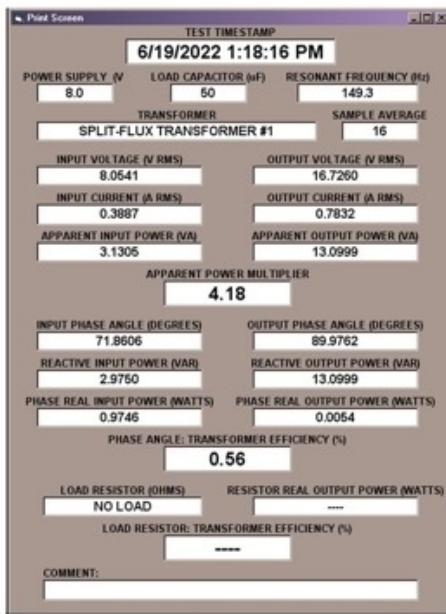 Print Screen
TEST TIMESTAMP
6/19/2022 1:18:16 PM
POWER SUPPLY (V LOAD CAPACITOR (uF) RESONANT FREQUENCY (Hz)
8.0 50 149.3
TRANSFORMER SAMPLE AVERAGE
SPLIT-FLUX TRANSFORMER #1 16
INPUT VOLTAGE (V RMS) OUTPUT VOLTAGE (V RMS)
8.0541 16.7260
INPUT CURRENT (A RMS) OUTPUT CURRENT (A RMS)
0.3887 0.7832
APPARENT INPUT POWER (VA) APPARENT OUTPUT POWER (VA)
3.1305 13.0999
APPARENT POWER MULTIPLIER
4.18
INPUT PHASE ANGLE (DEGREES) OUTPUT PHASE ANGLE (DEGREES)
71.8606 89.9762
REACTIVE INPUT POWER (VAR) REACTIVE OUTPUT POWER (VAR)
2.9750 13.0999
PHASE REAL INPUT POWER (WATTS) PHASE REAL OUTPUT POWER (WATTS)
0.9746 0.0054
PHASE ANGLE: TRANSFORMER EFFICIENCY (%)
0.56
LOAD RESISTOR (OHMS) RESISTOR REAL OUTPUT POWER (WATTS)
NO LOAD ----
LOAD RESISTOR: TRANSFORMER EFFICIENCY (%)
----
COMMENT: